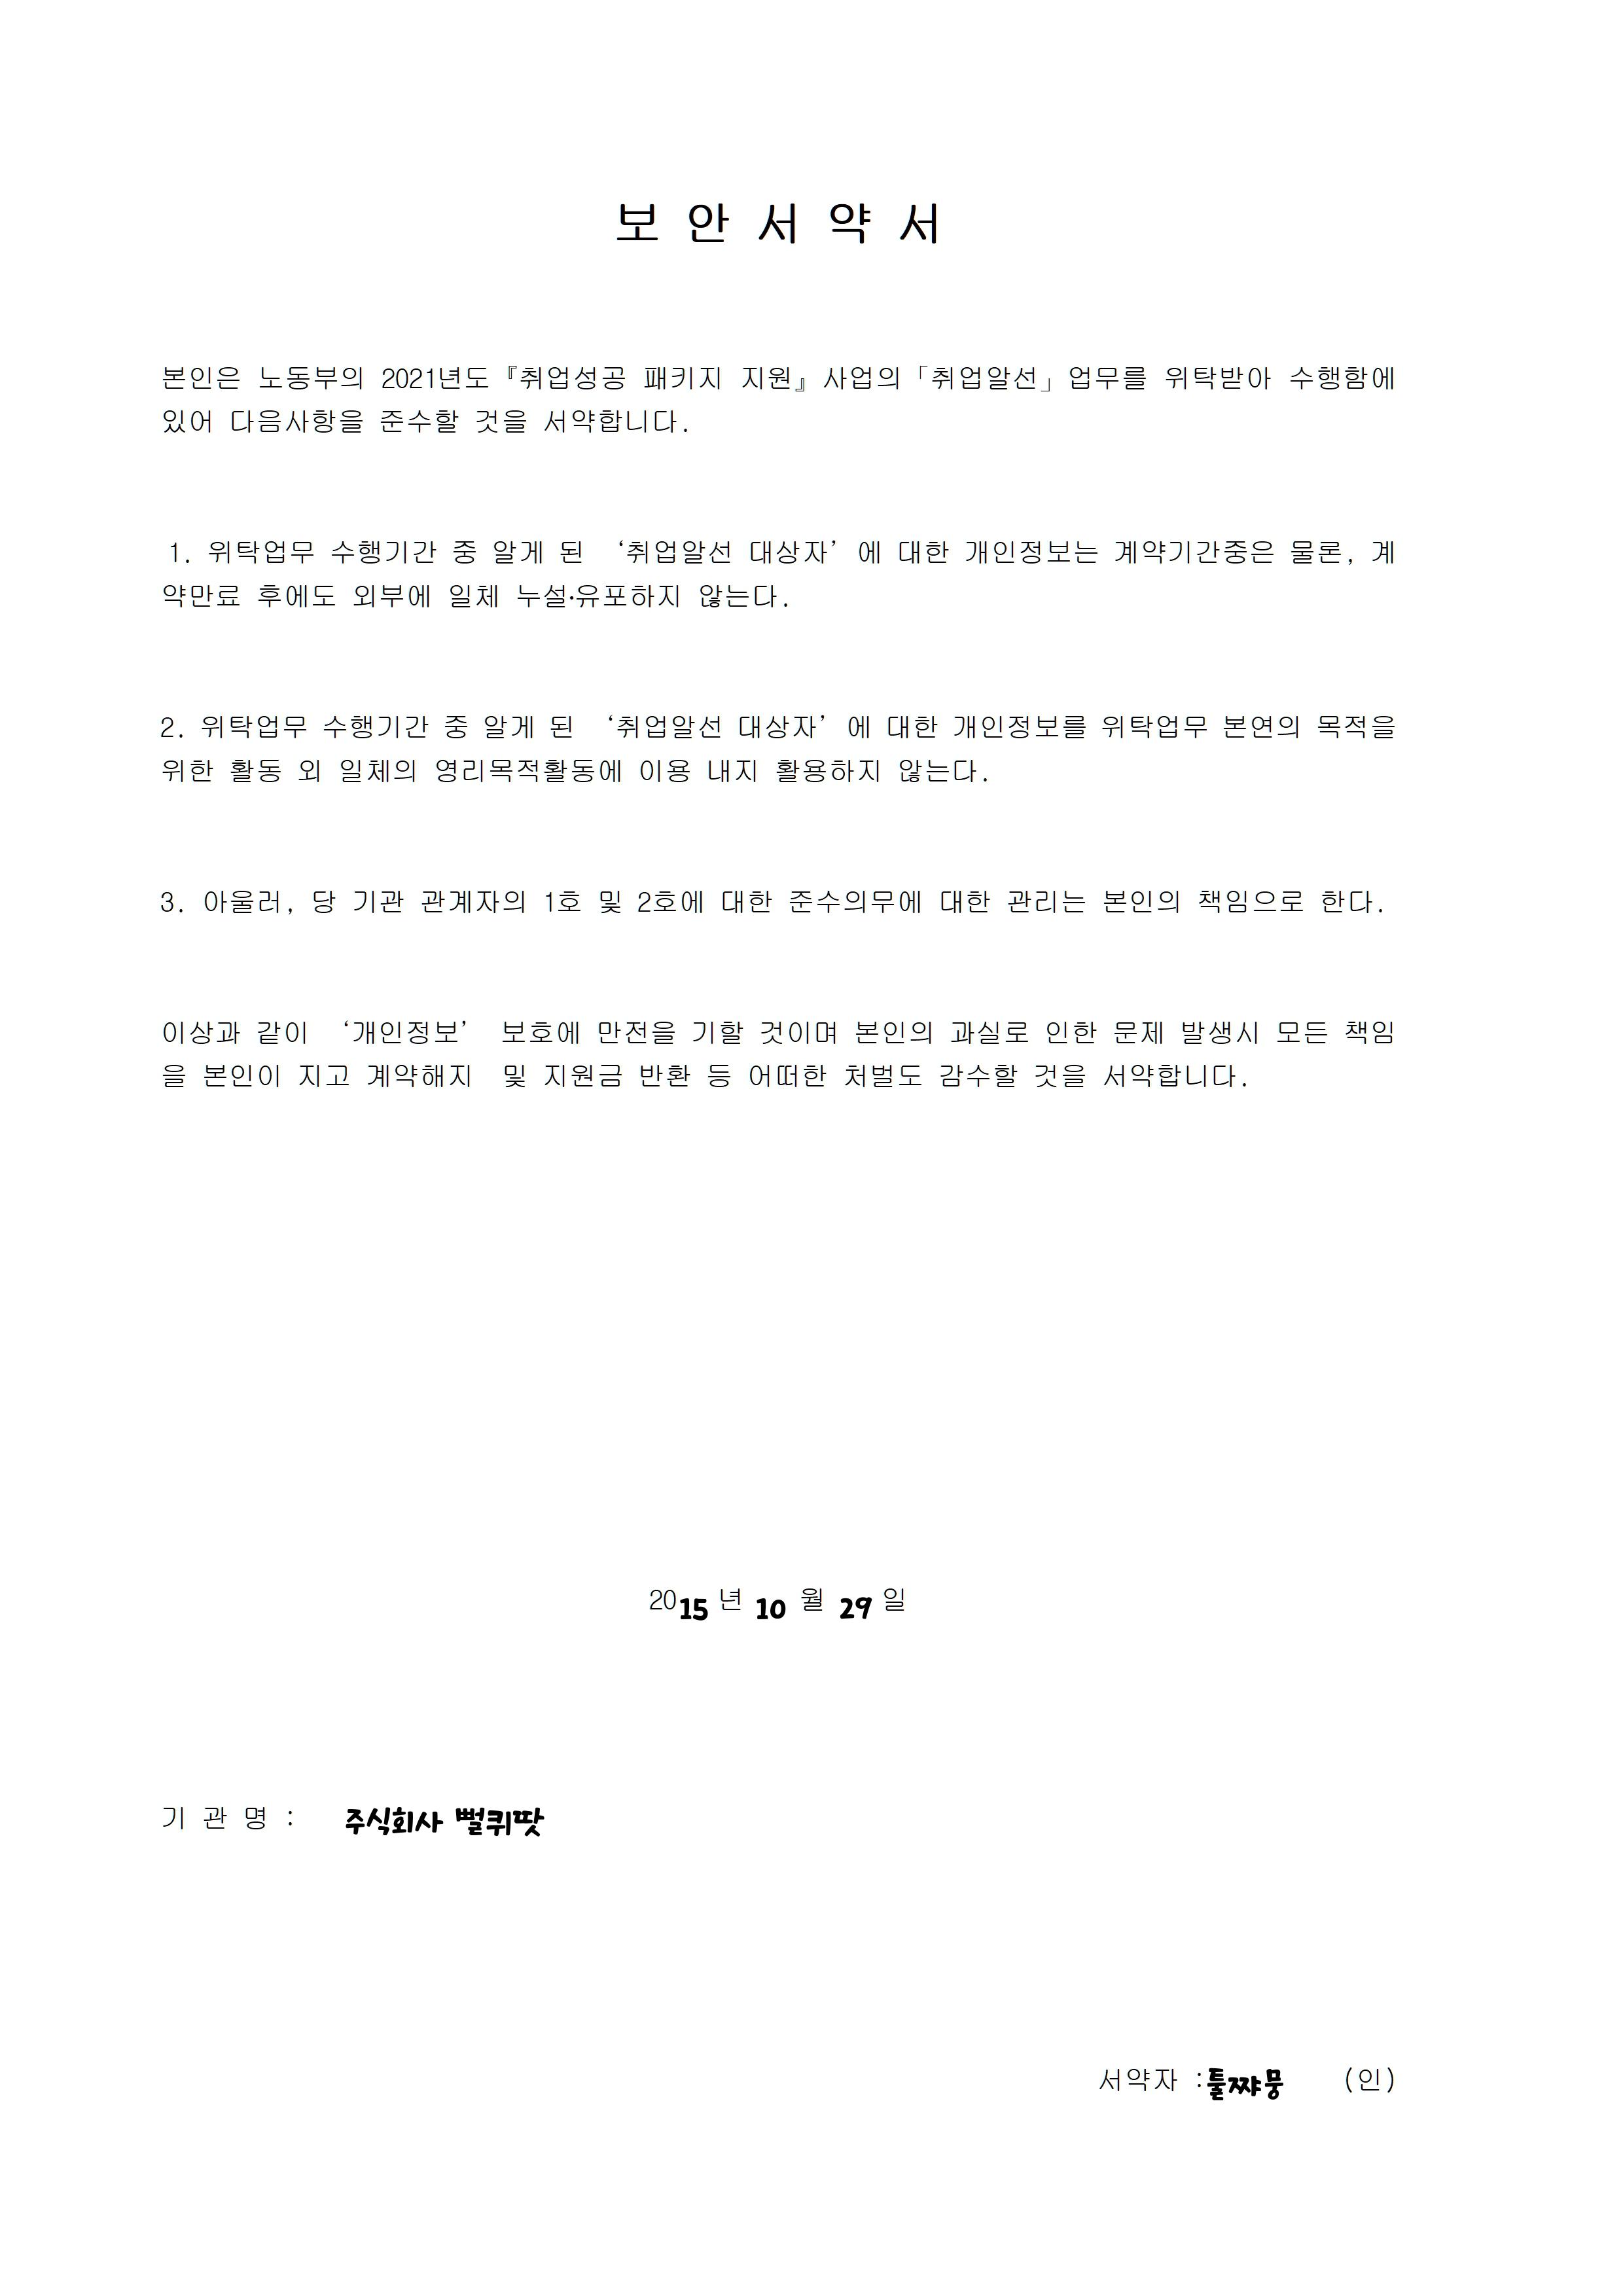 보 안 서 약 서
본인은 노동부의 2021년도『취업성공 패키지 지원』사업의「취업알선」업무를 위탁받아 수행함에
있어 다음사항을 준수할 것을 서약합니다.
1. 위탁업무 수행기간 중 알게 된 ‘취업알선 대상자’에 대한 개인정보는 계약기간중은 물론, 계
약만료 후에도 외부에 일체 누설·유포하지 않는다.
2. 위탁업무 수행기간 중 알게 된 ‘취업알선 대상자’에 대한 개인정보를 위탁업무 본연의 목적을
위한 활동 외 일체의 영리목적활동에 이용 내지 활용하지 않는다.
3. 아울러, 당 기관 관계자의 1호 및 2호에 대한 준수의무에 대한 관리는 본인의 책임으로 한다.
이상과 같이 ‘개인정보’ 보호에 만전을 기할 것이며 본인의 과실로 인한 문제 발생시 모든 책임
을 본인이 지고 계약해지 및 지원금 반환 등 어떠한 처벌도 감수할 것을 서약합니다.
2015 년 10 월 29 일
기 관 명 : 주식회사 뻘퀴땃
서약자 : 툴쨔뭉 (인)